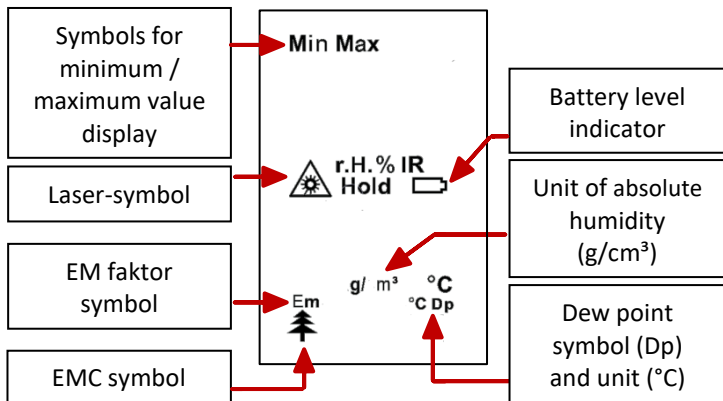 Symbols for
minimum /
maximum value
display
Min Max
Battery level
indicator
r.H.% IR
Hold
Laser-symbol
Unit of absolute
humidity
(g/cm³)
EM faktor
symbol
g/ m³ °C
Em °C Dp
Dew point
symbol (Dp)
and unit (°C)
EMC symbol